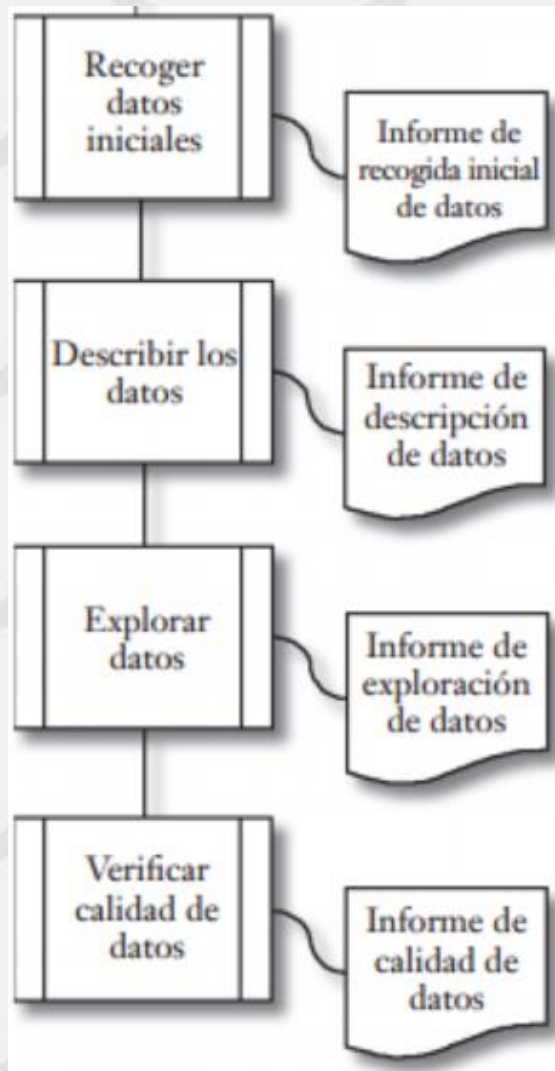 Recoger
datos
iniciales
Informe de
recogida inicial
de datos
Describir los
datos
Informe de
descripción
de datos
Explorar
datos
Informe de
exploración
de datos
Verificar
calidad de
datos
Informe de
calidad de
datos